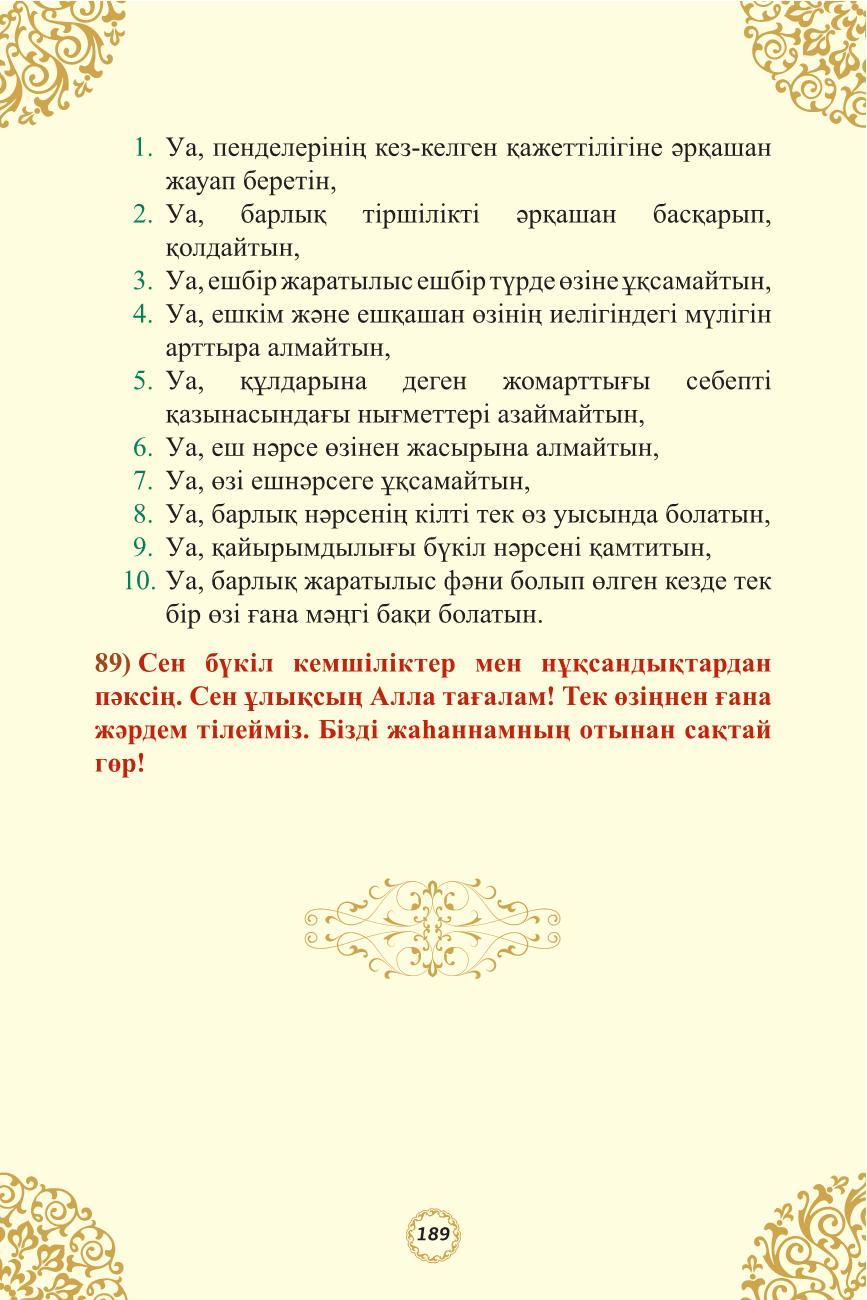 1. Уа, пенделерінің кез-келген қажеттілігіне әрқашан
жауап беретін,
2. Уа, барлық тіршілікті әрқашан басқарып,
қолдайтын,
3. Уа, ешбір жаратылыс ешбір түрде өзіне ұқсамайтын,
4. Уа, ешкім және ешқашан өзінің иелігіндегі мүлігін
арттыра алмайтын,
5. Уа, құлдарына деген жомарттығы себепті
қазынасындағы нығметтері азаймайтын,
6. Уа, еш нәрсе өзінен жасырына алмайтын,
7. Уа, өзі ешнәрсеге ұқсамайтын,
8. Уа, барлық нәрсенің кілті тек өз уысында болатын,
9. Уа, қайырымдылығы бүкіл нәрсені қамтитын,
10. Уа, барлық жаратылыс фәни болып өлген кезде тек
бір өзі ғана мәңгі бақи болатын.
89) Сен бүкіл кемшіліктер мен нұқсандықтардан
пәксің. Сен ұлықсың Алла тағалам! Тек өзіңнен ғана
жәрдем тілейміз. Бізді жаһаннамның отынан сақтай
гөр!
189